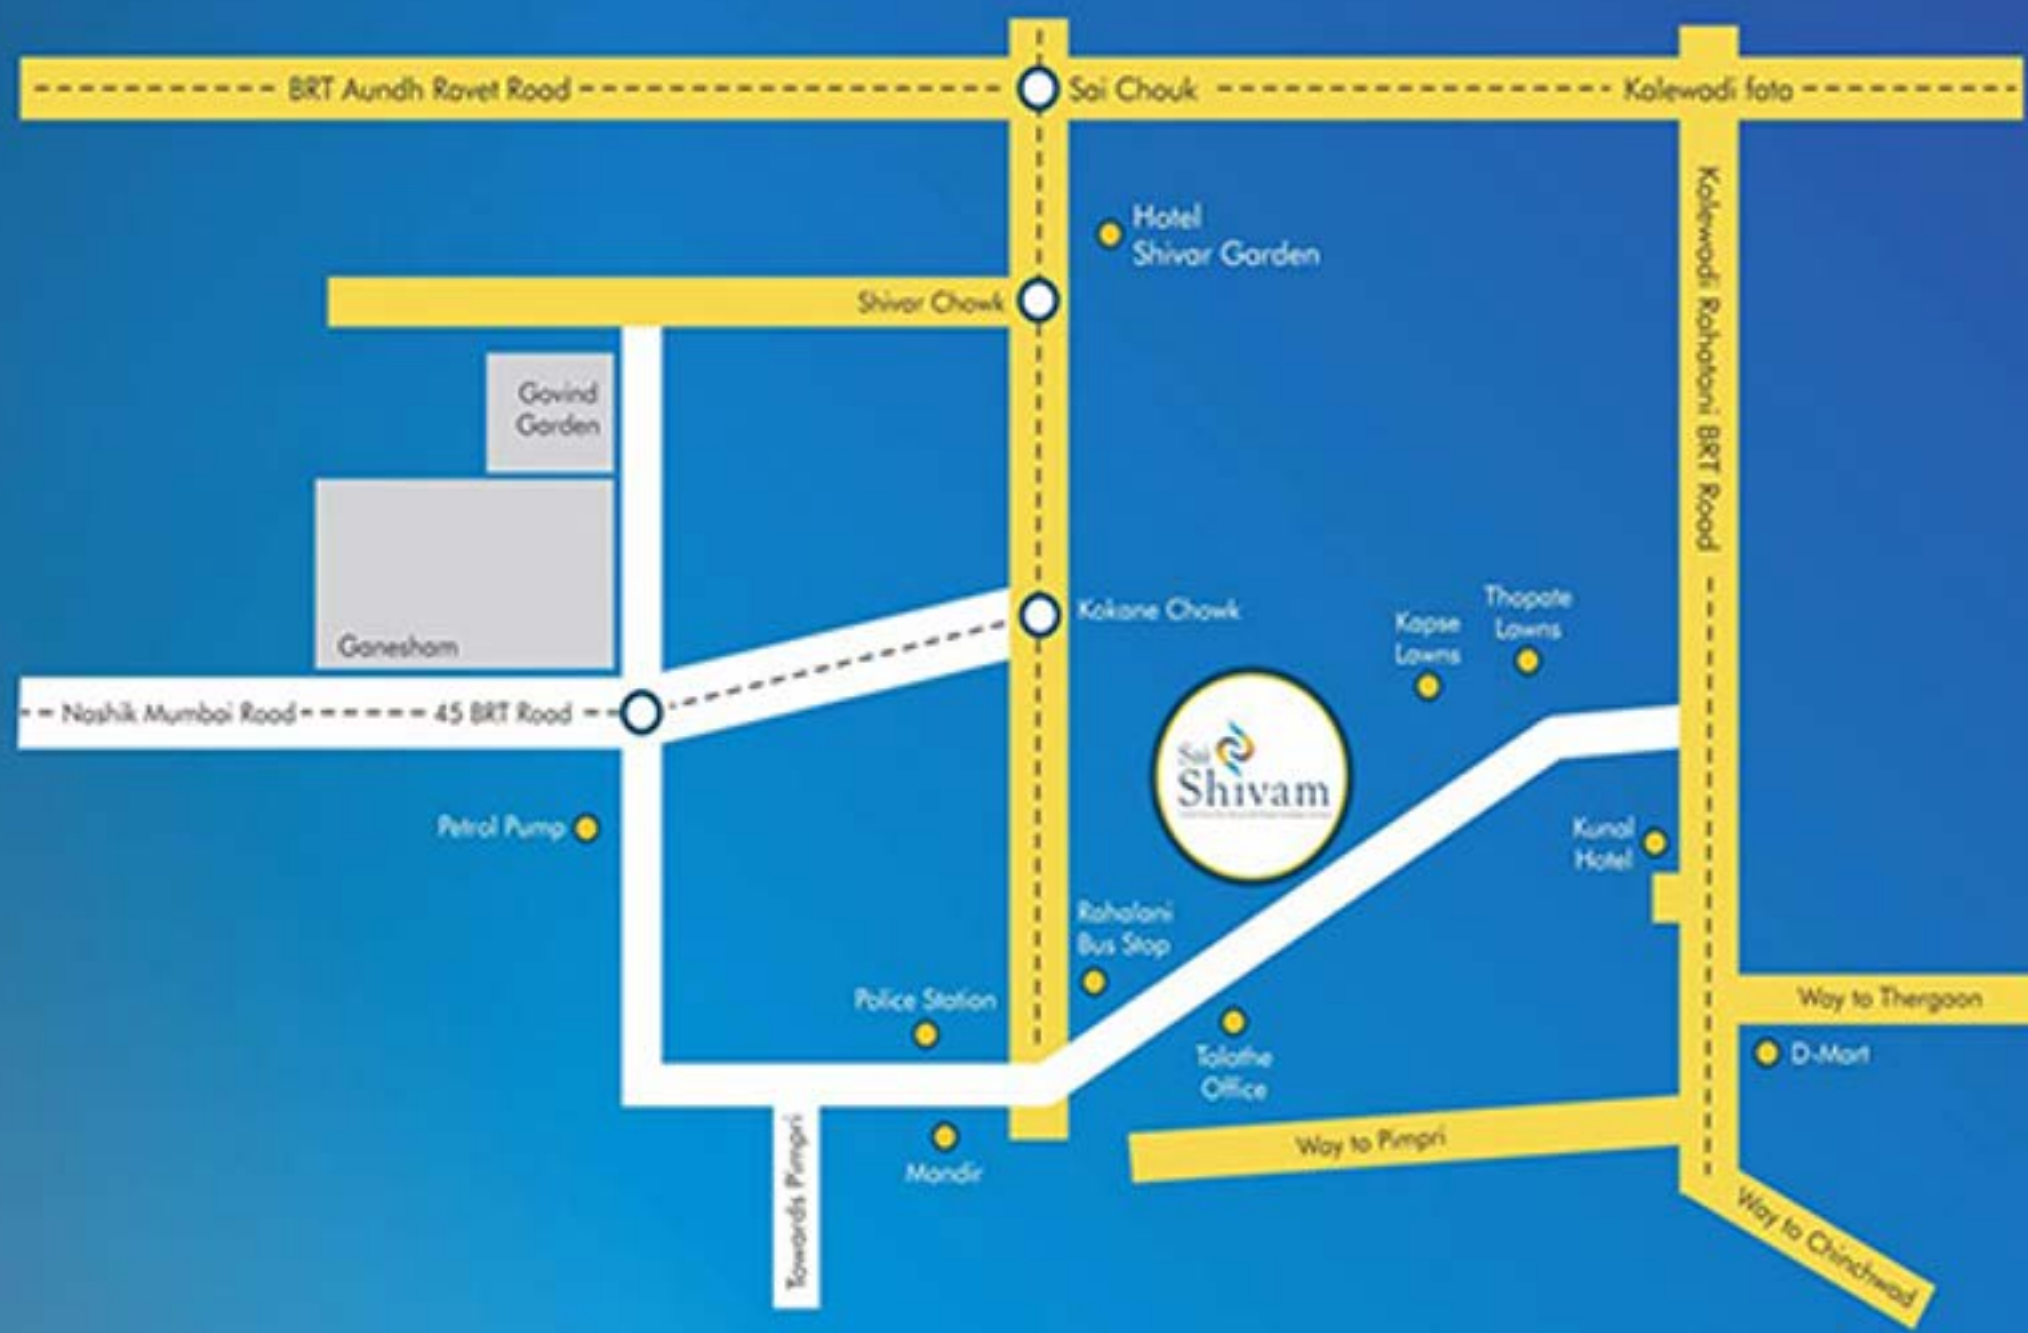 BRT Aundh Ravet Road
Sai Chouk
Kalewadi fata
Hotel
Shivar Garden
Shivar Chowk
Kalewadi Rahatani BRT Road
Govind
Garden
Ganesham
Kokane Chowk
Kapse
Lawns
Thopate
Lawns
Nashik Mumbai Road
45 BRT Road
Sai
Shivam
Petrol Pump
Kunal
Hotel
Rahalani
Bus Stop
Police Station
Way to Thergaon
Talathe
Office
D-Mart
Way to Pimpri
Mandir
Towards Pimpri
Way to Chinchwad